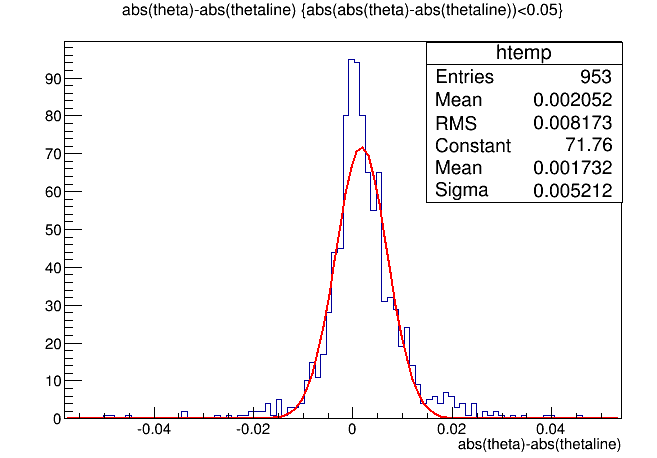 abs(theta)-abs(thetaline) {abs(abs(theta)-abs(thetaline))<0.05}
htemp
Entries 953
Mean 0.002052
RMS 0.008173
Constant 71.76
Mean 0.001732
Sigma 0.005212
90
80
70
60
50
40
30
20
10
0
-0.04 -0.02 0 0.02 0.04
abs(theta)-abs(thetaline)